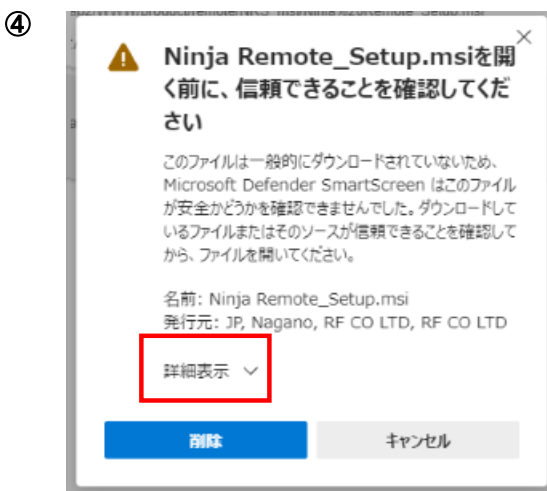 ④
Ninja Remote_Setup.msiを開
く前に、信頼できることを確認してくだ
さい
このファイルは一般的にダウンロードされていないため、
Microsoft Defender SmartScreen はこのファイル
が安全かどうかを確認できませんでした。ダウンロードして
いるファイルまたはそのソースが信頼できることを確認して
から、ファイルを開いてください。
名前: Ninja Remote_Setup.msi
発行元: JP, Nagano, RF CO LTD, RF CO LTD
詳細表示
削除
キャンセル